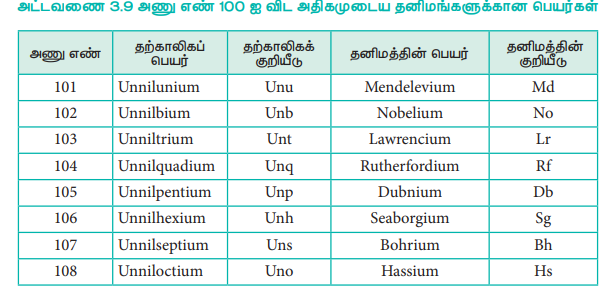 அட்டவணை 3.9 அணு எண் 100 ஐ விட அதிகமுடைய தனிமங்களுக்கான பெயர்கள்
அணு எண் தற்காலிகப் பெயர் தற்காலிகக் குறியீடு தனிமத்தின் பெயர் தனிமத்தின் குறியீடு
101 Unnilunium Unu Mendelevium Md
102 Unnilbium Unb Nobelium No
103 Unniltrium Unt Lawrencium Lr
104 Unnilquadium Unq Rutherfordium Rf
105 Unnilpentium Unp Dubnium Db
106 Unnilhexium Unh Seaborgium Sg
107 Unnilseptium Uns Bohrium Bh
108 Unniloctium Uno Hassium Hs